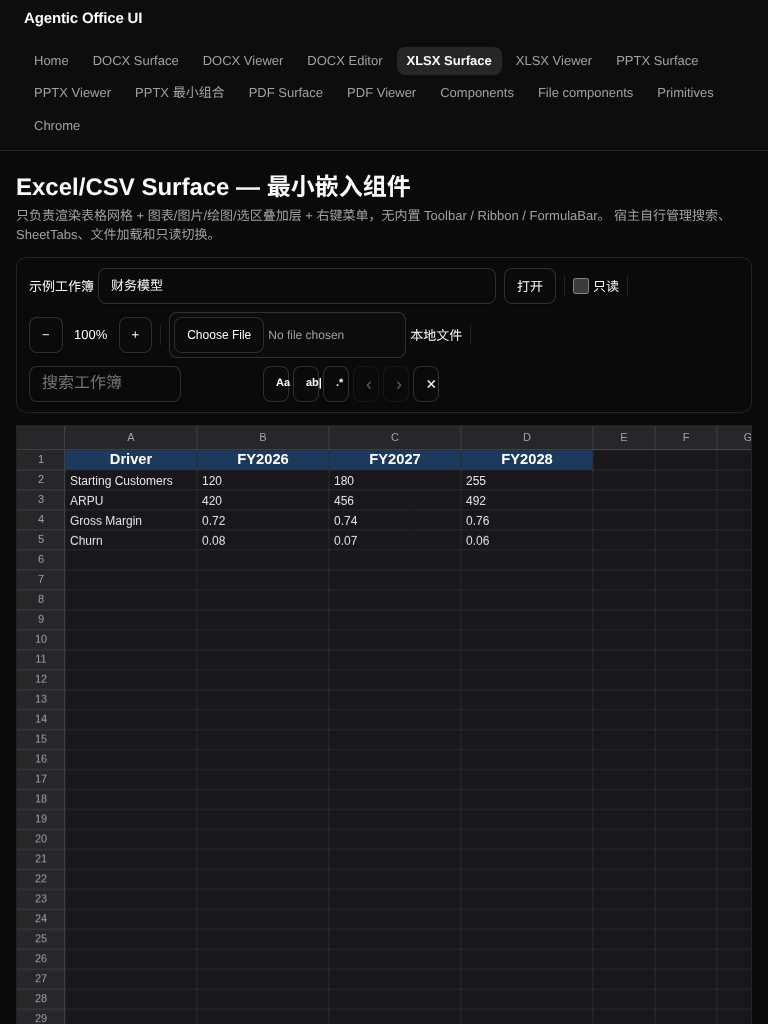 Agentic Office UI
Home DOCX Surface DOCX Viewer DOCX Editor XLSX Surface XLSX Viewer PPTX Surface
PPTX Viewer PPTX 最小组合 PDF Surface PDF Viewer Components File components Primitives
Chrome
Excel/CSV Surface — 最小嵌入组件
只负责渲染表格网格 + 图表/图片/绘图/选区叠加层 + 右键菜单，无内置 Toolbar / Ribbon / FormulaBar。 宿主自行管理搜索、
SheetTabs、文件加载和只读切换。
示例工作簿 财务模型 打开 只读
− 100% + Choose File No file chosen 本地文件
搜索工作簿 Aa ab| .* ‹ › ✕
A B C D E F G
1 Driver FY2026 FY2027 FY2028
2 Starting Customers 120 180 255
3 ARPU 420 456 492
4 Gross Margin 0.72 0.74 0.76
5 Churn 0.08 0.07 0.06
6
7
8
9
10
11
12
13
14
15
16
17
18
19
20
21
22
23
24
25
26
27
28
29